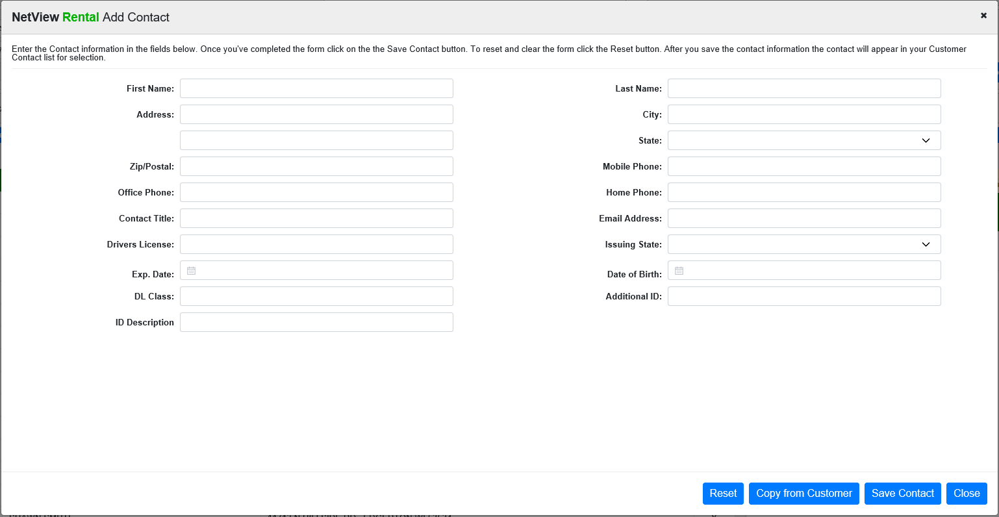 NetView Rental Add Contact
Enter the Contact information in the fields below. Once you've completed the form click on the the Save Contact button. To reset and clear the form click the Reset button. After you save the contact information the contact will appear in your Customer
Contact list for selection.
First Name:
Last Name:
Address:
City:
State:
Zip/Postal:
Mobile Phone:
Office Phone:
Home Phone:
Contact Title:
Email Address:
Drivers License:
Issuing State:
Exp. Date:
Date of Birth:
DL Class:
Additional ID:
ID Description
Reset Copy from Customer Save Contact Close